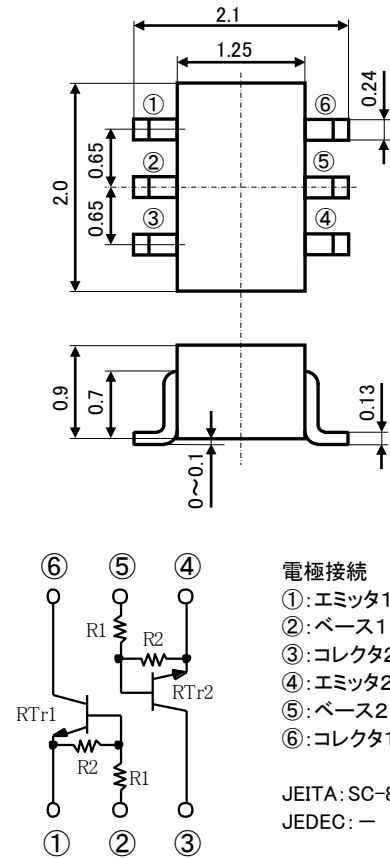 2.1
1.25
①
⑥
0.24
0.65
②
⑤
2.0
0.65
③
④
0.9
0.7
0.13
0～0.1
⑥ ⑤ ④
R1
R2
RTr1
RTr2
R2
R1
① ② ③
電極接続
①:エミッタ1
②:ベース1
③:コレクタ2
④:エミッタ2
⑤:ベース2
⑥:コレクタ1
JEITA:SC-8
JEDEC:－